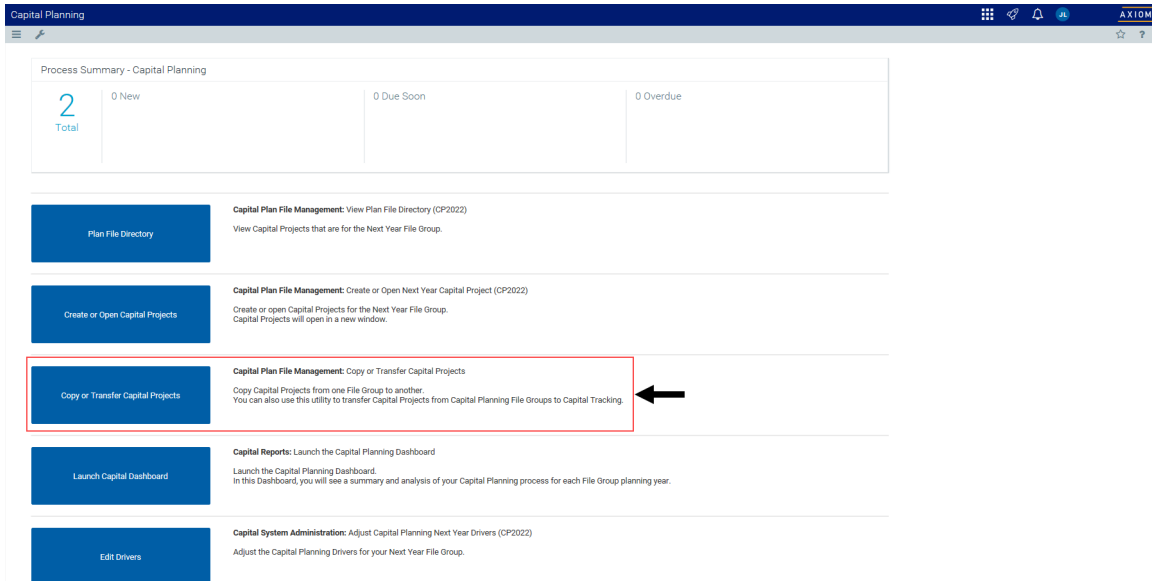 Capital Planning
JL
AXIOM
?
Process Summary - Capital Planning
2
Total
0 New
0 Due Soon
0 Overdue
Plan File Directory
Capital Plan File Management: View Plan File Directory (CP2022)
View Capital Projects that are for the Next Year File Group.
Create or Open Capital Projects
Capital Plan File Management: Create or Open Next Year Capital Project (CP2022)
Create or open Capital Projects for the Next Year File Group.
Capital Projects will open in a new window.
Copy or Transfer Capital Projects
Capital Plan File Management: Copy or Transfer Capital Projects
Copy Capital Projects from one File Group to another.
You can also use this utility to transfer Capital Projects from Capital Planning File Groups to Capital Tracking.
Launch Capital Dashboard
Capital Reports: Launch the Capital Planning Dashboard
Launch the Capital Planning Dashboard.
In this Dashboard, you will see a summary and analysis of your Capital Planning process for each File Group planning year.
Edit Drivers
Capital System Administration: Adjust Capital Planning Next Year Drivers (CP2022)
Adjust the Capital Planning Drivers for your Next Year File Group.